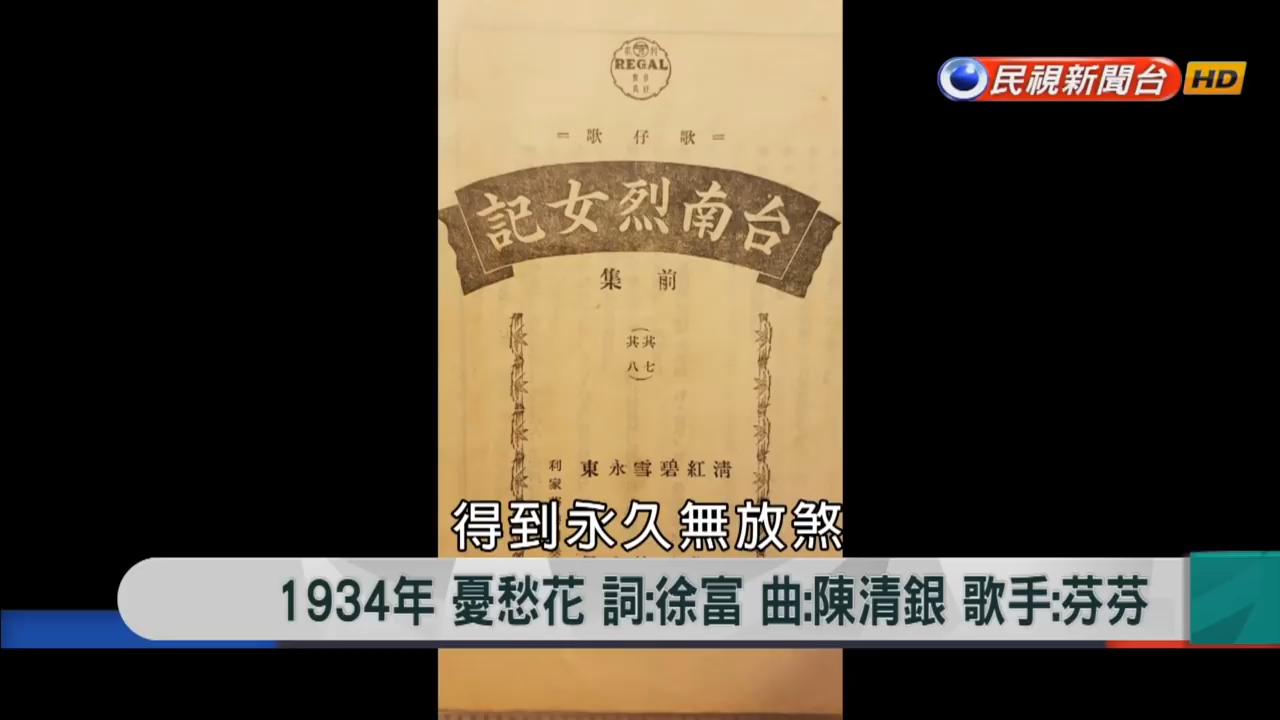 民視新聞台 HD
REGAL
= 歌仔歌 =
台南烈女記
前集
(其七
其八)
清紅碧雪永東
利家
得到永久無放煞
1934年 憂愁花 詞:徐富 曲:陳清銀 歌手:芬芬